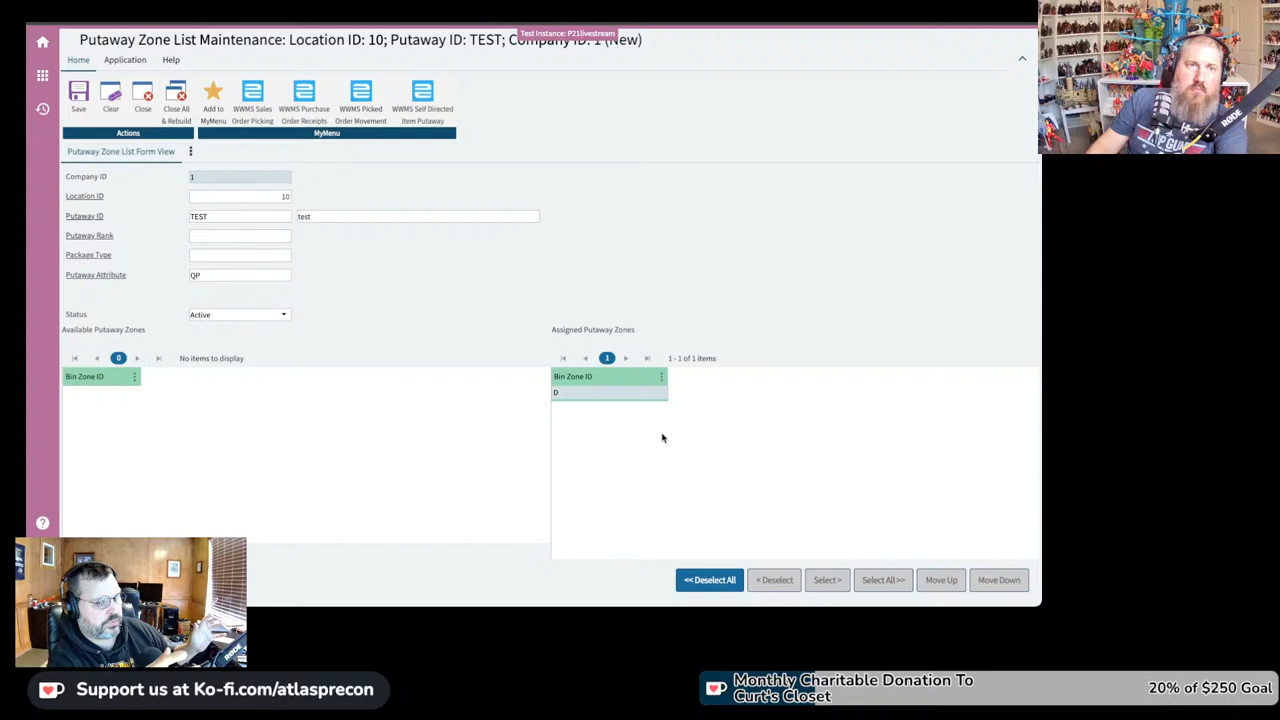 Test Instance: P21livestream
Putaway Zone List Maintenance: Location ID: 10; Putaway ID: TEST; Company ID: 1 (New)
Home Application Help
Save
Clear
Close
Close All & Rebuild
Add to MyMenu
WWMS Sales Order Picking
WWMS Purchase Order Receipts
WWMS Picked Order Movement
WWMS Self Directed Item Putaway
Actions
MyMenu
Putaway Zone List Form View
Company ID 1
Location ID 10
Putaway ID TEST test
Putaway Rank
Package Type
Putaway Attribute QP
Status Active
Available Putaway Zones
Assigned Putaway Zones
0 No items to display
1 1 - 1 of 1 items
Bin Zone ID
Bin Zone ID
D
<< Deselect All < Deselect Select > Select All >> Move Up Move Down
RØDE
RØDE
Support us at Ko-fi.com/atlasprecon
Monthly Charitable Donation To
Curt's Closet
20% of $250 Goal